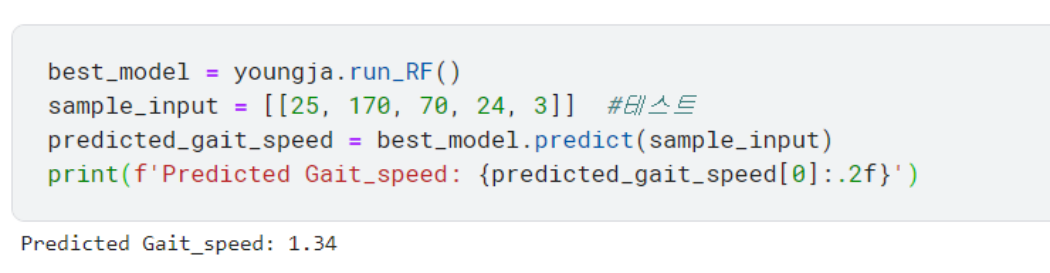 best_model = youngja.run_RF()
sample_input = [[25, 170, 70, 24, 3]]  #테스트
predicted_gait_speed = best_model.predict(sample_input)
print(f'Predicted Gait_speed: {predicted_gait_speed[0]:.2f}')
Predicted Gait_speed: 1.34